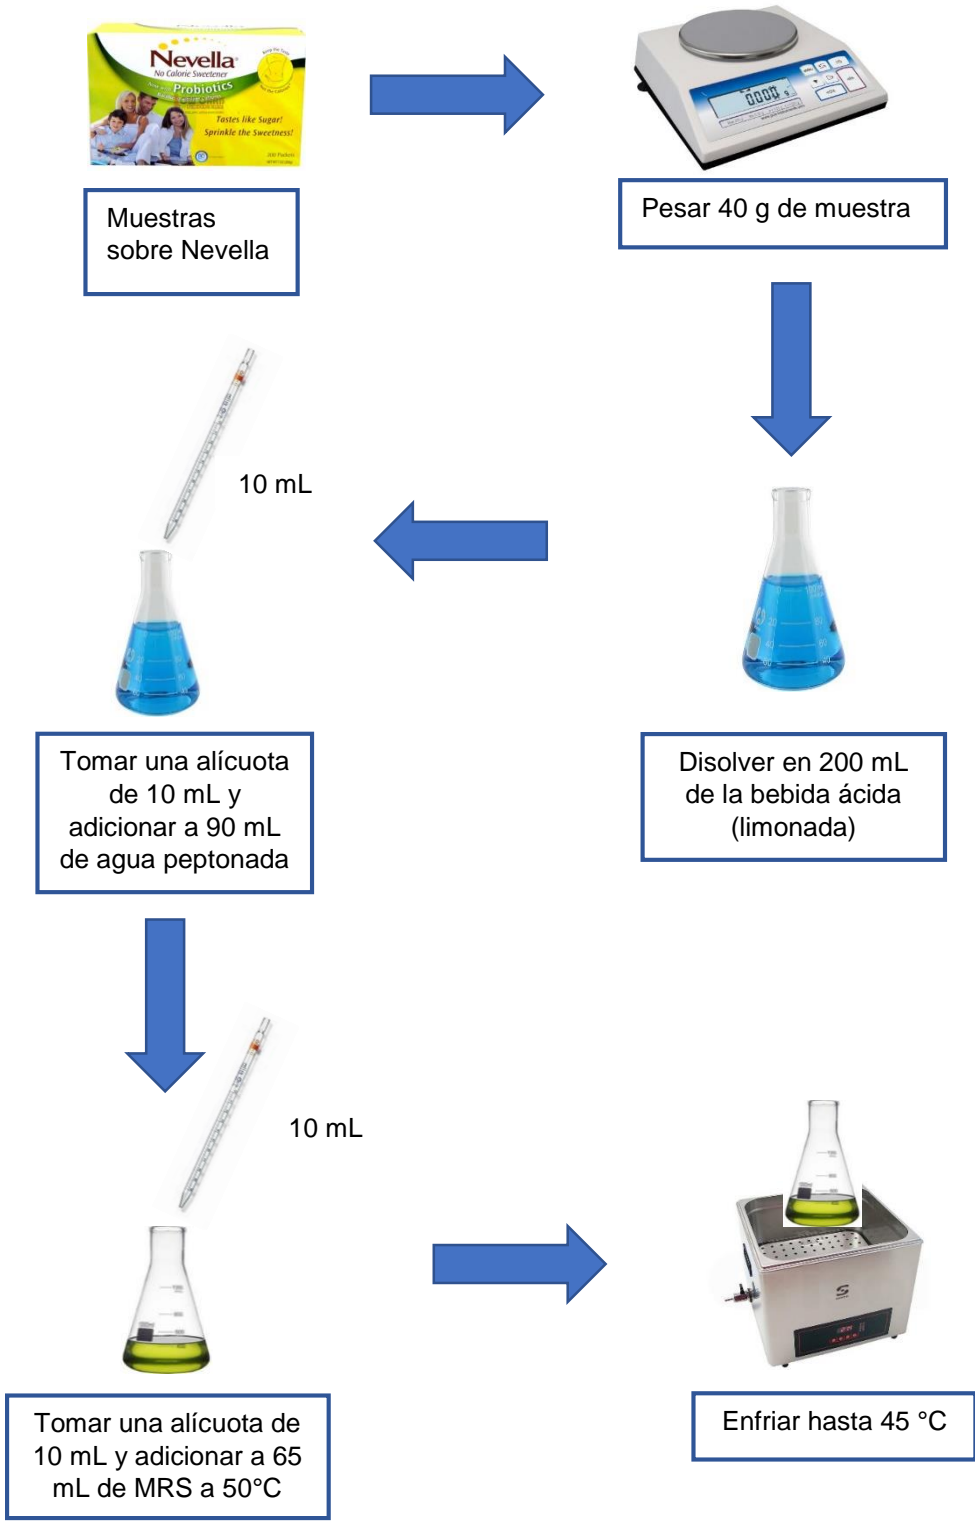 Nevella
No Calorie Sweetener
Probiotics
Tastes like Sugar!
Sprinkle the Sweetness!
0.000 g
Muestras
sobre Nevella
Pesar 40 g de muestra
10 mL
Tomar una alícuota
de 10 mL y
adicionar a 90 mL
de agua peptonada
Disolver en 200 mL
de la bebida ácida
(limonada)
10 mL
Tomar una alícuota de
10 mL y adicionar a 65
mL de MRS a 50°C
Enfriar hasta 45 °C